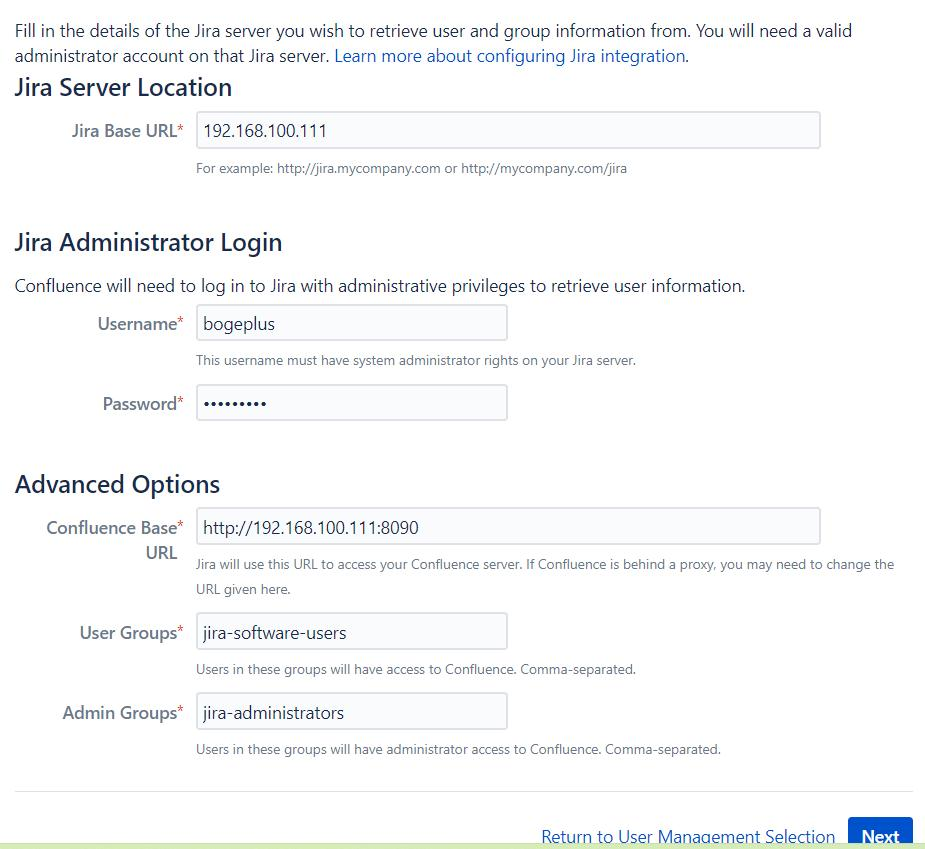 Fill in the details of the Jira server you wish to retrieve user and group information from. You will need a valid
administrator account on that Jira server. Learn more about configuring Jira integration.
Jira Server Location
Jira Base URL* 192.168.100.111
For example: http://jira.mycompany.com or http://mycompany.com/jira
Jira Administrator Login
Confluence will need to log in to Jira with administrative privileges to retrieve user information.
Username* bogeplus
This username must have system administrator rights on your Jira server.
Password* •••••••••
Advanced Options
Confluence Base* http://192.168.100.111:8090
URL
Jira will use this URL to access your Confluence server. If Confluence is behind a proxy, you may need to change the
URL given here.
User Groups* jira-software-users
Users in these groups will have access to Confluence. Comma-separated.
Admin Groups* jira-administrators
Users in these groups will have administrator access to Confluence. Comma-separated.
Return to User Management Selection Next